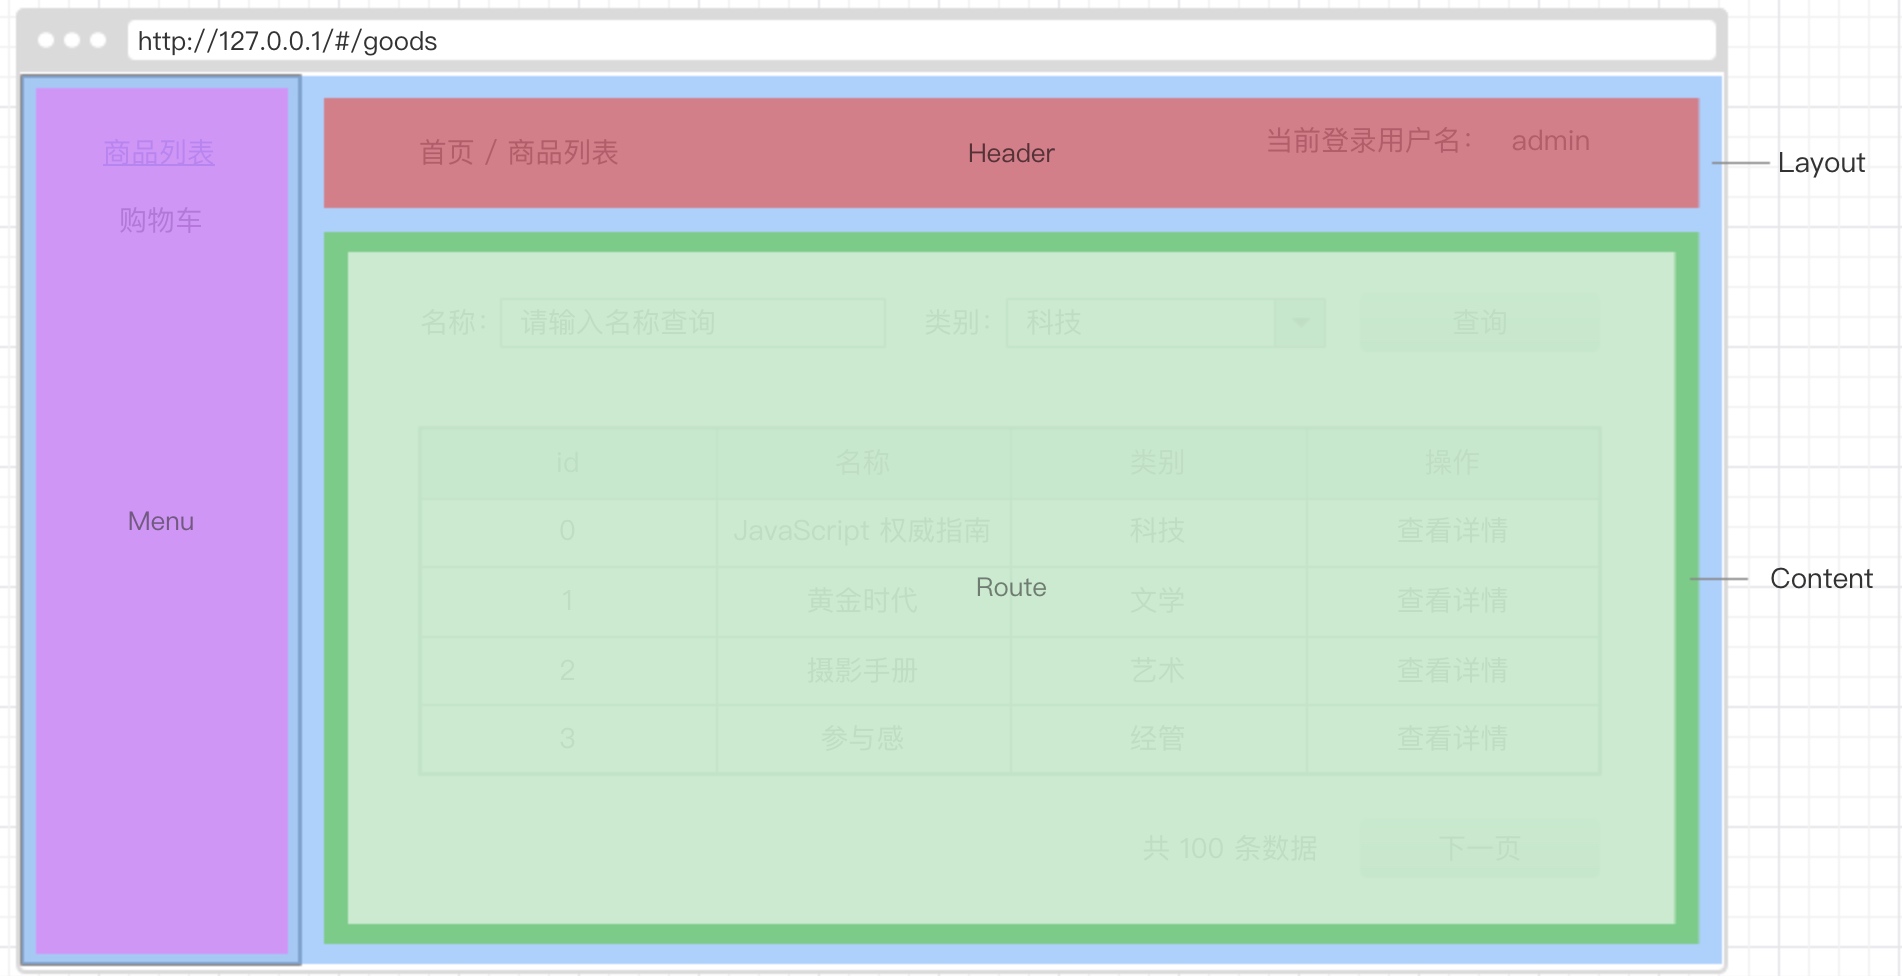 http://127.0.0.1/#/goods
商品列表
购物车
Menu
首页 / 商品列表
Header
当前登录用户名： admin
Layout
名称： 请输入名称查询 类别： 科技 查询
id 名称 类别 操作
0 JavaScript 权威指南 科技 查看详情
Route
1 黄金时代 文学 查看详情
2 摄影手册 艺术 查看详情
3 参与感 经管 查看详情
共 100 条数据 下一页
Content